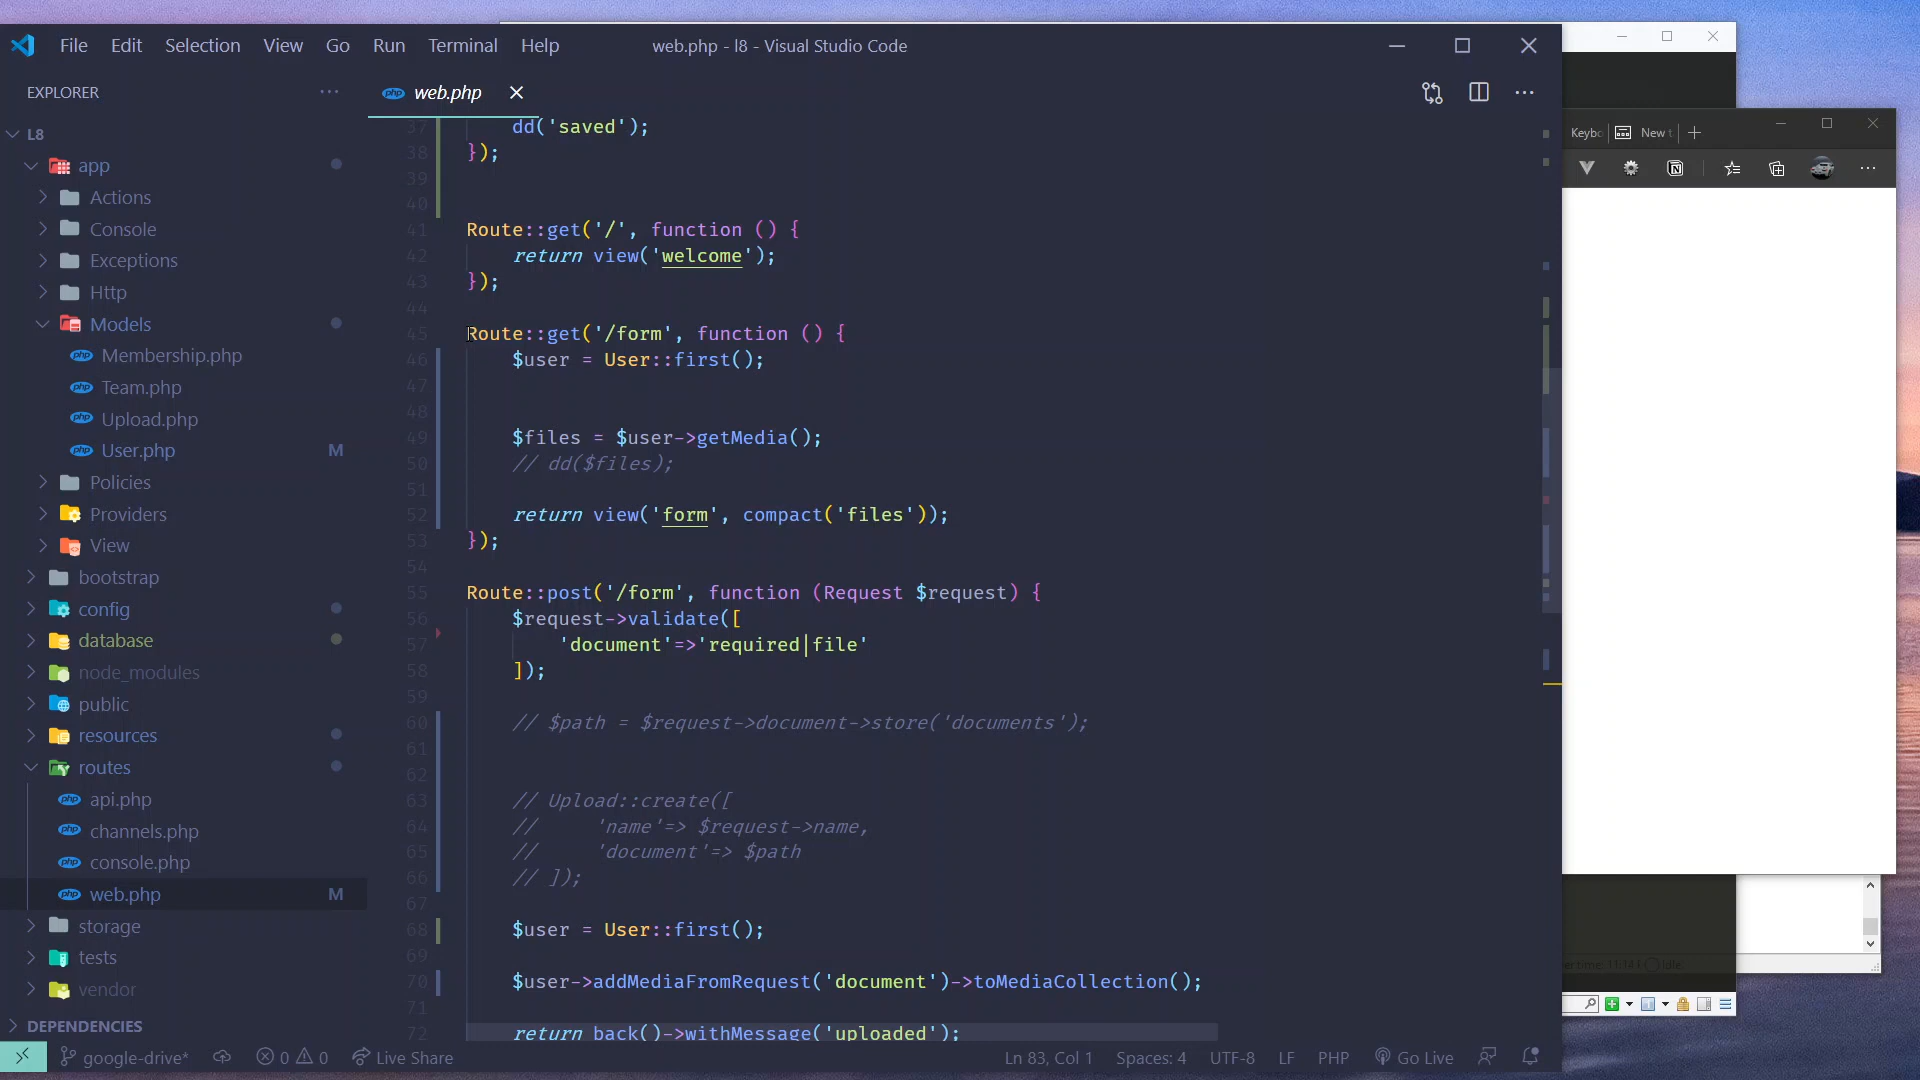 File Edit Selection View Go Run Terminal Help
web.php - l8 - Visual Studio Code
EXPLORER
L8
app
Actions
Console
Exceptions
Http
Models
Membership.php
Team.php
Upload.php
User.php M
Policies
Providers
View
bootstrap
config
database
node_modules
public
resources
routes
api.php
channels.php
console.php
web.php M
storage
tests
vendor
DEPENDENCIES
web.php
37 dd('saved');
38 });
39
40
41 Route::get('/', function () {
42 return view('welcome');
43 });
44
45 Route::get('/form', function () {
46 $user = User::first();
47
48
49 $files = $user->getMedia();
50 // dd($files);
51
52 return view('form', compact('files'));
53 });
54
55 Route::post('/form', function (Request $request) {
56 $request->validate([
57 'document'=>'required|file'
58 ]);
59
60 // $path = $request->document->store('documents');
61
62
63 // Upload::create([
64 // 'name'=> $request->name,
65 // 'document'=> $path
66 // ]);
67
68 $user = User::first();
69
70 $user->addMediaFromRequest('document')->toMediaCollection();
71
72 return back()->withMessage('uploaded');
google-drive* 0 0 Live Share
Ln 83, Col 1 Spaces: 4 UTF-8 LF PHP Go Live
Keybo New t